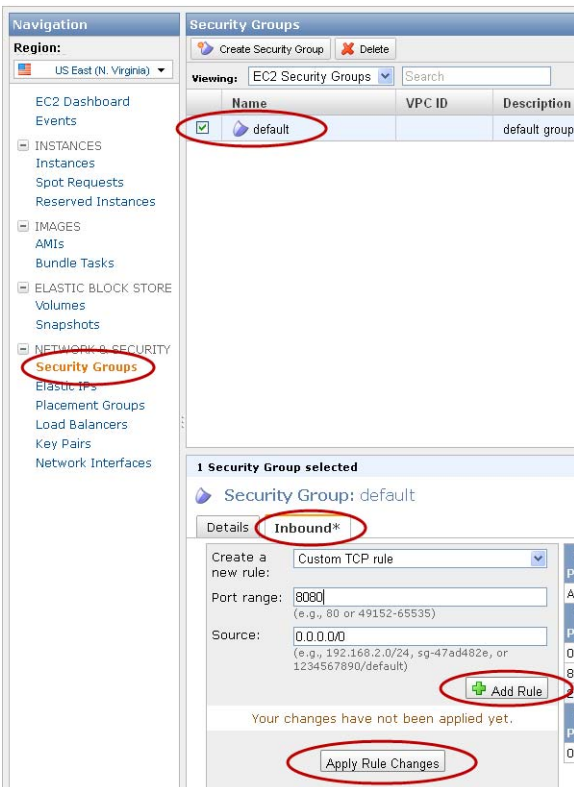 Navigation
Region:
US East (N. Virginia)
EC2 Dashboard
Events
INSTANCES
Instances
Spot Requests
Reserved Instances
IMAGES
AMIs
Bundle Tasks
ELASTIC BLOCK STORE
Volumes
Snapshots
NETWORK & SECURITY
Security Groups
Elastic IPs
Placement Groups
Load Balancers
Key Pairs
Network Interfaces
Security Groups
Create Security Group Delete
Viewing: EC2 Security Groups Search
Name VPC ID Description
default default group
1 Security Group selected
Security Group: default
Details Inbound*
Create a new rule: Custom TCP rule
Port range: 8080
(e.g., 80 or 49152-65535)
Source: 0.0.0.0/0
(e.g., 192.168.2.0/24, sg-47ad482e, or
1234567890/default)
Add Rule
Your changes have not been applied yet.
Apply Rule Changes